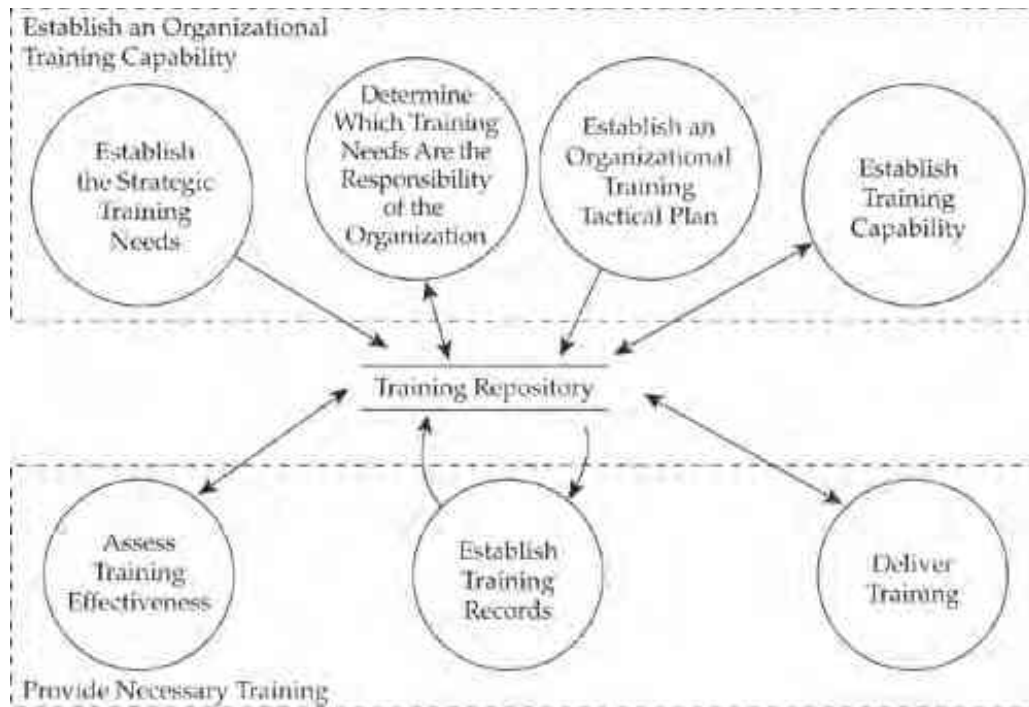 Establish an Organizational
Training Capability
Establish
the Strategic
Training
Needs
Determine
Which Training
Needs Are the
Responsibility
of the
Organization
Establish an
Organizational
Training
Tactical Plan
Establish
Training
Capability
Training Repository
Assess
Training
Effectiveness
Establish
Training
Records
Deliver
Training
Provide Necessary Training